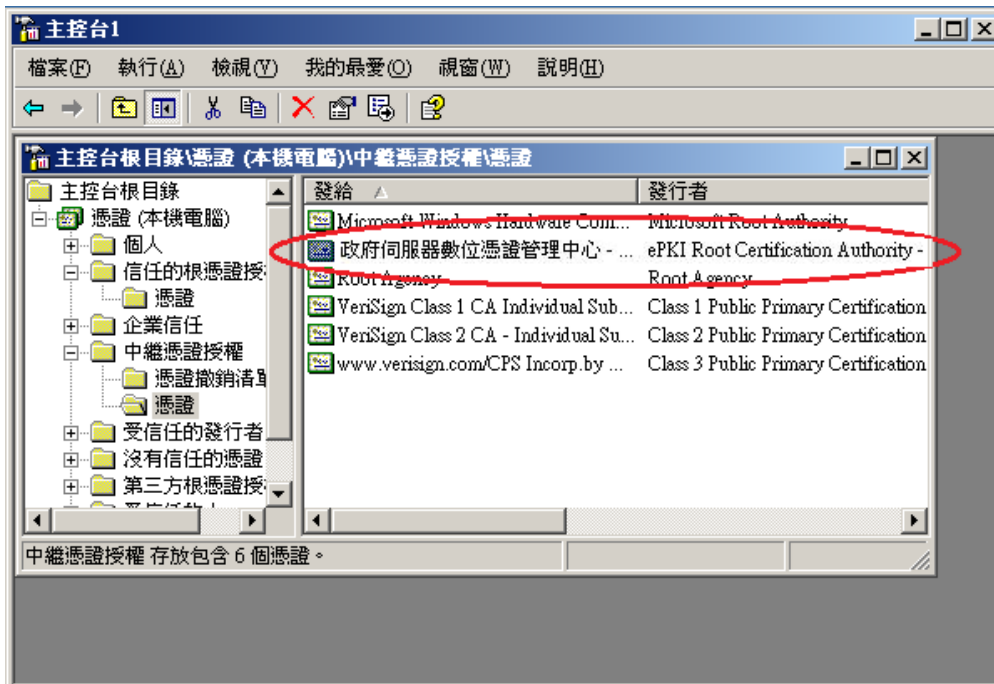 主控台1
檔案(F) 執行(A) 檢視(V) 我的最愛(O) 視窗(W) 說明(H)
主控台根目錄\憑證 (本機電腦)\中繼憑證授權\憑證
主控台根目錄
憑證 (本機電腦)
個人
信任的根憑證授
憑證
企業信任
中繼憑證授權
憑證撤銷清單
憑證
受信任的發行者
沒有信任的憑證
第三方根憑證授
發給 發行者
Microsoft Windows Hardware Com... Microsoft Root Authority
政府伺服器數位憑證管理中心 - ... ePKI Root Certification Authority -
Root Agency Root Agency
VeriSign Class 1 CA Individual Sub... Class 1 Public Primary Certification
VeriSign Class 2 CA - Individual Su... Class 2 Public Primary Certification
www.verisign.com/CPS Incorp.by ... Class 3 Public Primary Certification
中繼憑證授權 存放包含 6 個憑證。